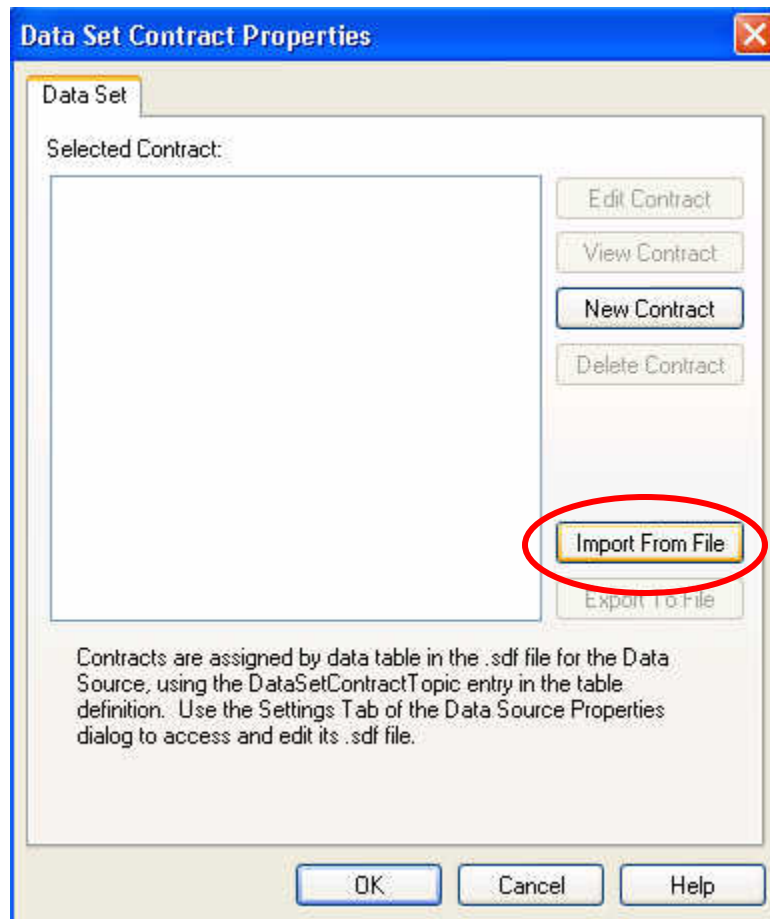 Data Set Contract Properties
Data Set
Selected Contract:
Edit Contract
View Contract
New Contract
Delete Contract
Import From File
Export To File
Contracts are assigned by data table in the .sdf file for the Data
Source, using the DataSetContractTopic entry in the table
definition. Use the Settings Tab of the Data Source Properties
dialog to access and edit its .sdf file.
OK
Cancel
Help